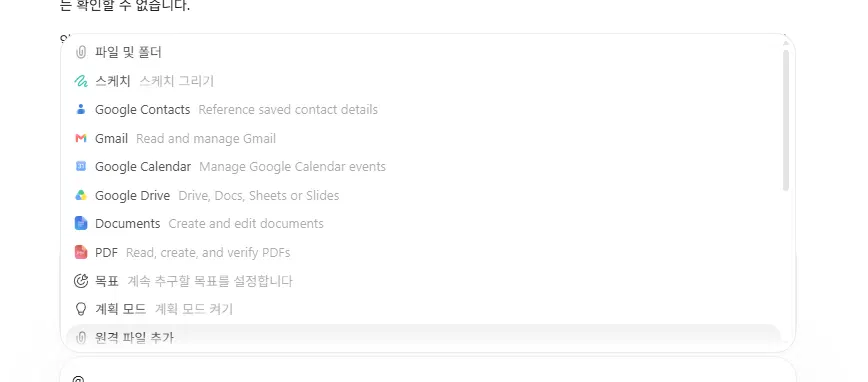 는 확인할 수 없습니다.
파일 및 폴더
스케치 스케치 그리기
Google Contacts Reference saved contact details
Gmail Read and manage Gmail
Google Calendar Manage Google Calendar events
Google Drive Drive, Docs, Sheets or Slides
Documents Create and edit documents
PDF Read, create, and verify PDFs
목표 계속 추구할 목표를 설정합니다
계획 모드 계획 모드 켜기
원격 파일 추가
@